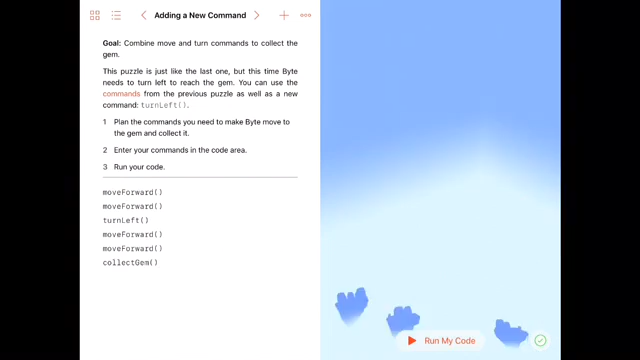 Adding a New Command
Goal: Combine move and turn commands to collect the
gem.
This puzzle is just like the last one, but this time Byte
needs to turn left to reach the gem. You can use the
commands from the previous puzzle as well as a new
command: turnLeft().
1 Plan the commands you need to make Byte move to
the gem and collect it.
2 Enter your commands in the code area.
3 Run your code.
moveForward()
moveForward()
turnLeft()
moveForward()
moveForward()
collectGem()
Run My Code